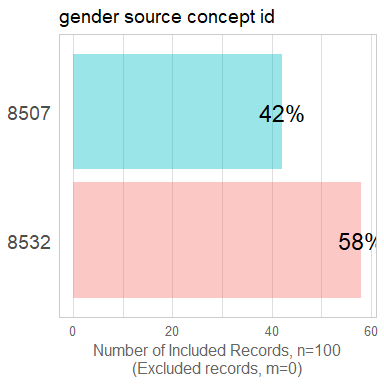 gender source concept id
8507
42%
8532
58%
0
20
40
60
Number of Included Records, n=100
(Excluded records, m=0)